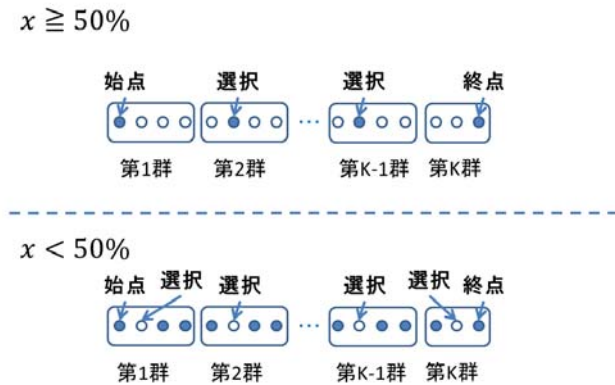 x ≧ 50%
始点 選択 選択 終点
…
第1群 第2群 第K-1群 第K群
x < 50%
始点 選択 選択 選択 選択 終点
…
第1群 第2群 第K-1群 第K群